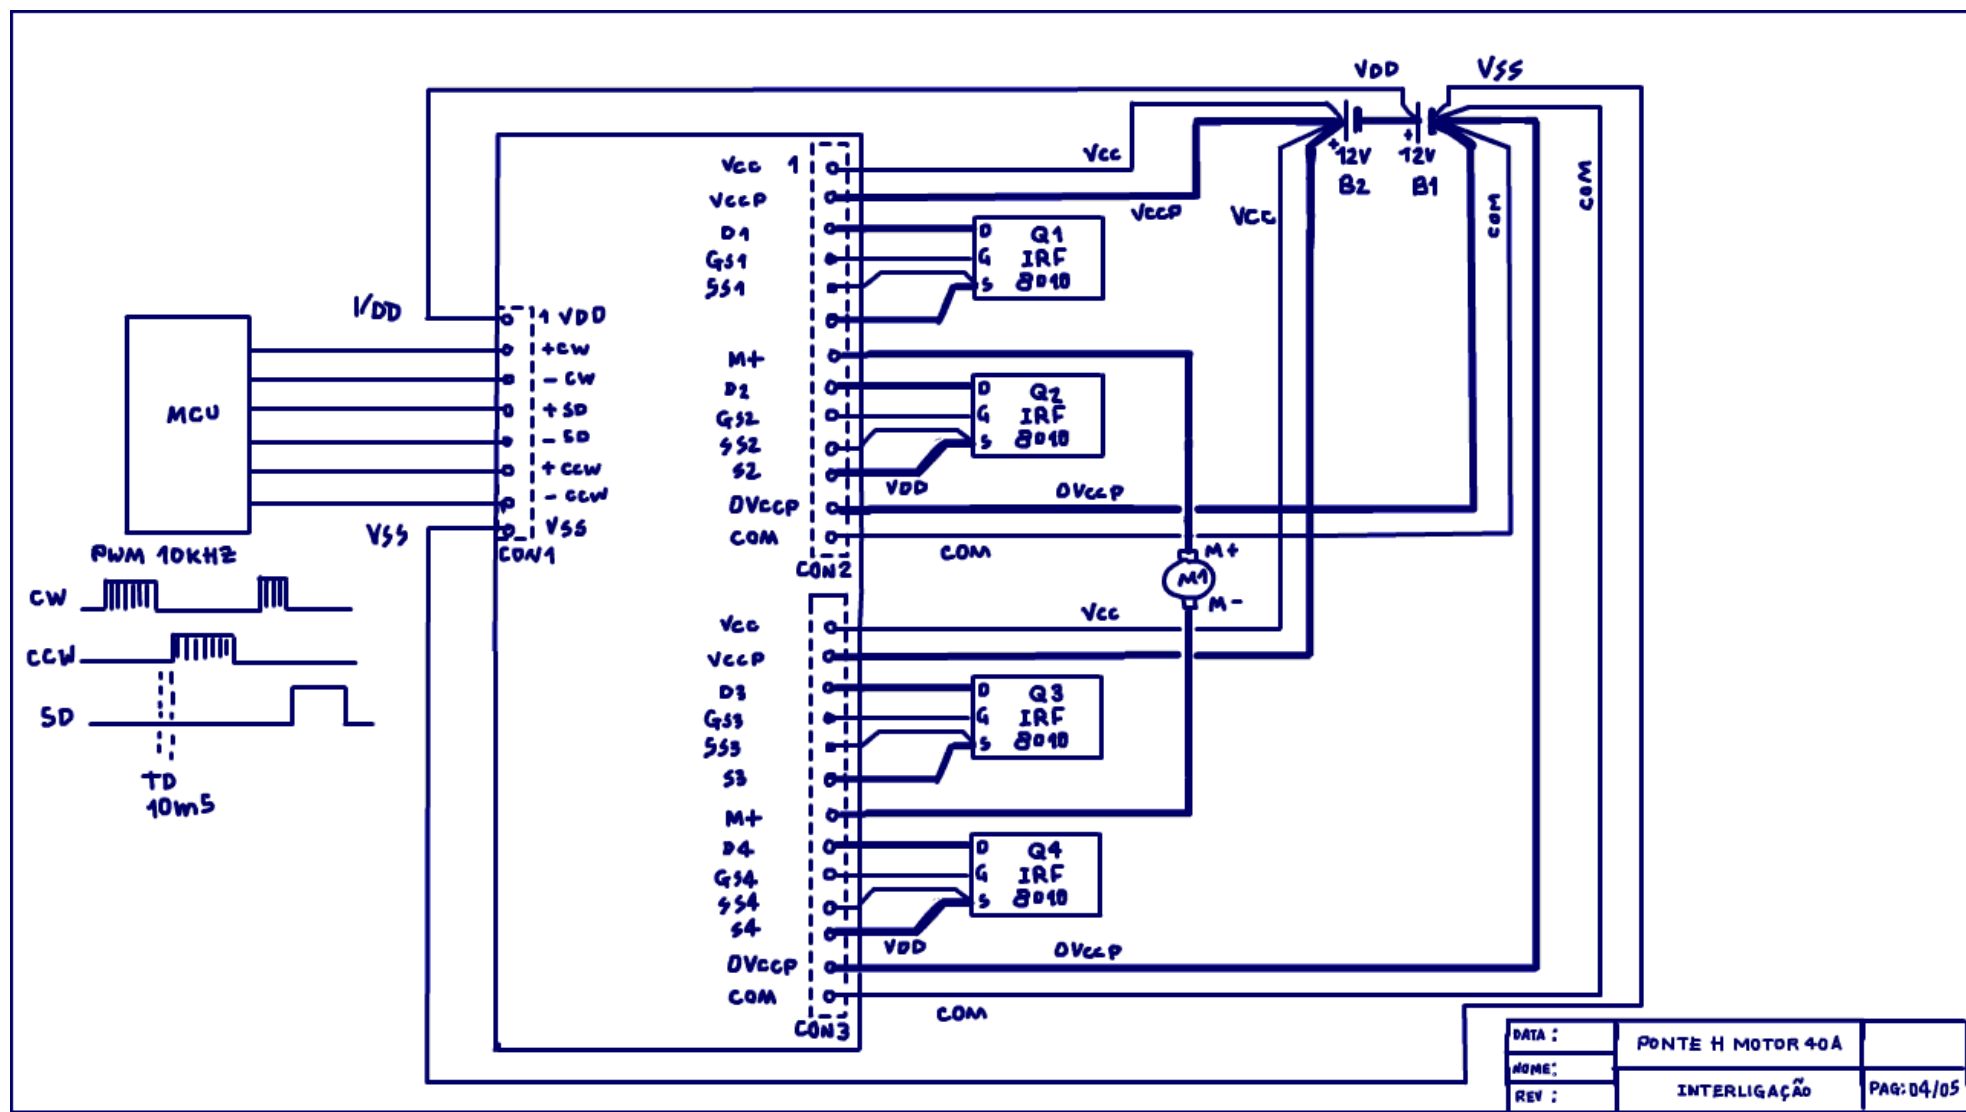 VDD VSS
Vcc 1 Vcc
+ 12V + 12V
B2 B1
VccP VccP Vcc COM COM
D1 D Q1
GS1 G IRF
SS1 S 8010
VDD 1 VDD
MCU
+CW
- CW
+ SD
- SD
+ CCW
- CCW
VSS VSS
CON1
M+
D2 D Q2
GS2 G IRF
SS2 S 8010
S2 VDD
0VccP 0VccP
COM COM
CON2
M+
M1
M-
PWM 10KHZ
CW
CCW
SD
TD
10mS
Vcc Vcc
VccP
D3 D Q3
GS3 G IRF
SS3 S 8010
S3
M+
D4 D Q4
GS4 G IRF
SS4 S 8010
S4 VDD
0VccP 0VccP
COM COM
CON3
DATA : PONTE H MOTOR 40A
NOME:
REV : INTERLIGAÇÃO PAG: 04/05